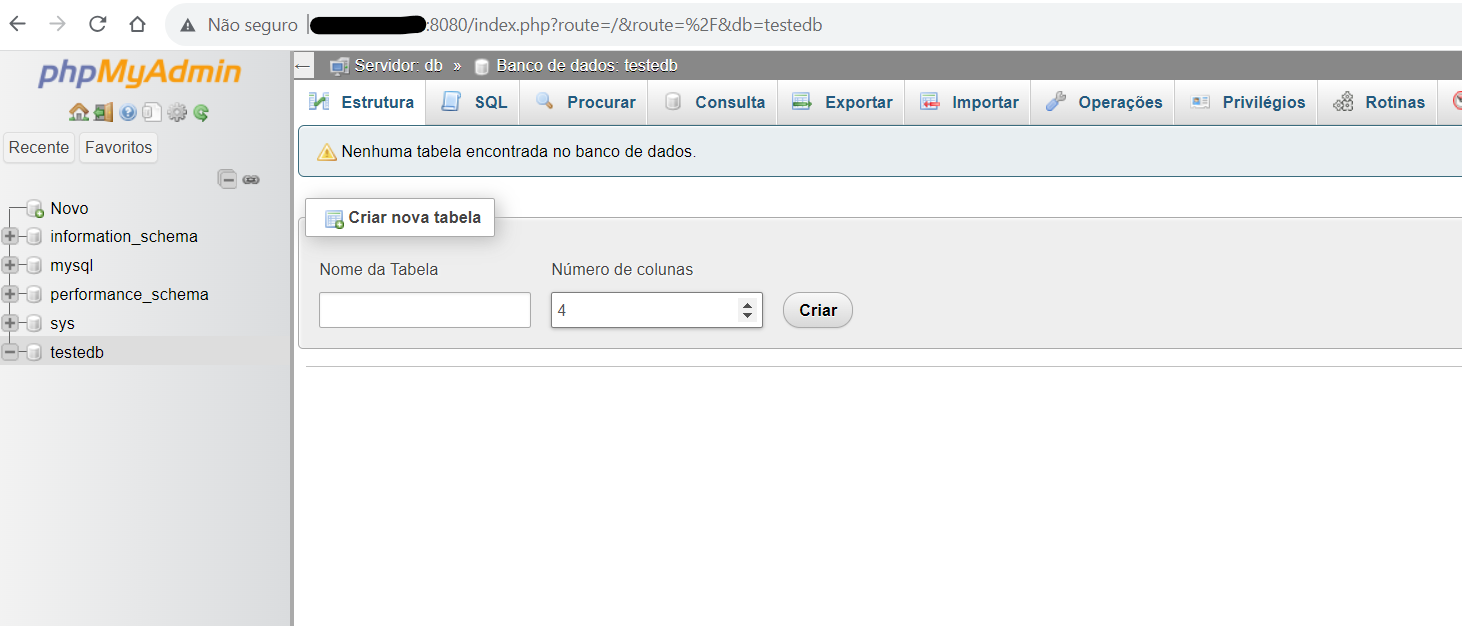 Não seguro :8080/index.php?route=/&route=%2F&db=testedb
phpMyAdmin
Recente Favoritos
Novo
information_schema
mysql
performance_schema
sys
testedb
Servidor: db » Banco de dados: testedb
Estrutura SQL Procurar Consulta Exportar Importar Operações Privilégios Rotinas
Nenhuma tabela encontrada no banco de dados.
Criar nova tabela
Nome da Tabela Número de colunas
4 Criar